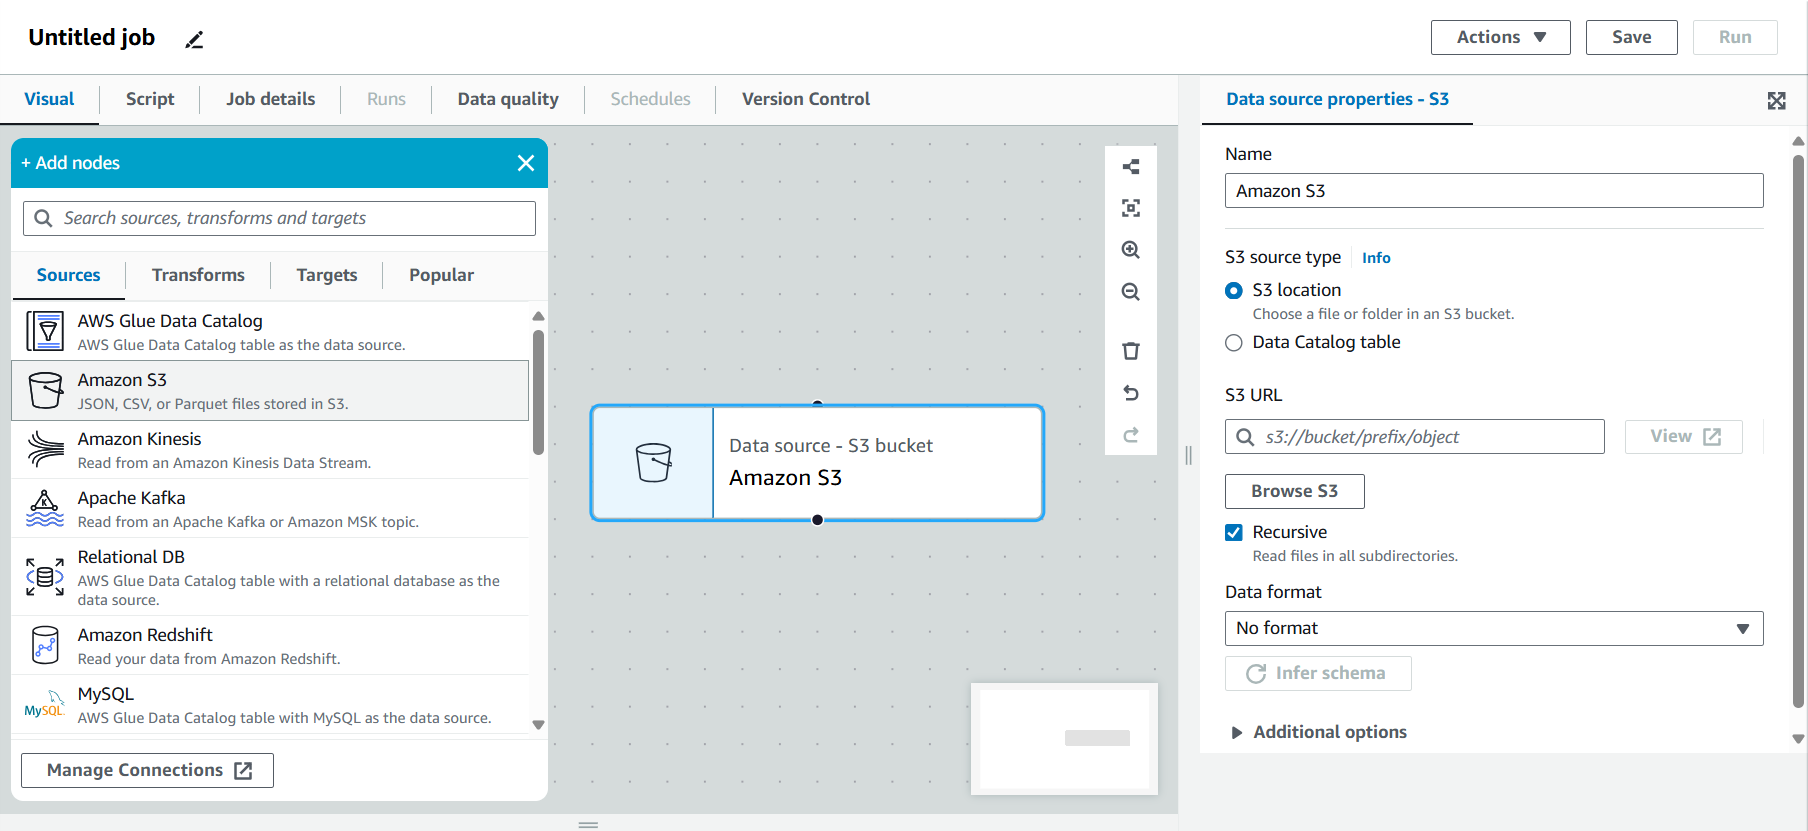 Untitled job
Actions
Save
Run
Visual
Script
Job details
Runs
Data quality
Schedules
Version Control
+ Add nodes
Search sources, transforms and targets
Sources
Transforms
Targets
Popular
AWS Glue Data Catalog
AWS Glue Data Catalog table as the data source.
Amazon S3
JSON, CSV, or Parquet files stored in S3.
Amazon Kinesis
Read from an Amazon Kinesis Data Stream.
K
Apache Kafka
Read from an Apache Kafka or Amazon MSK topic.
Relational DB
AWS Glue Data Catalog table with a relational database as the
data source.
Amazon Redshift
Read your data from Amazon Redshift.
MySQL
MySQL
AWS Glue Data Catalog table with MySQL as the data source.
Manage Connections
Data source - S3 bucket
Amazon S3
Data source properties - S3
Name
Amazon S3
S3 source type
Info
S3 location
Choose a file or folder in an S3 bucket.
Data Catalog table
S3 URL
s3://bucket/prefix/object
View
Browse S3
Recursive
Read files in all subdirectories.
Data format
No format
Infer schema
Additional options